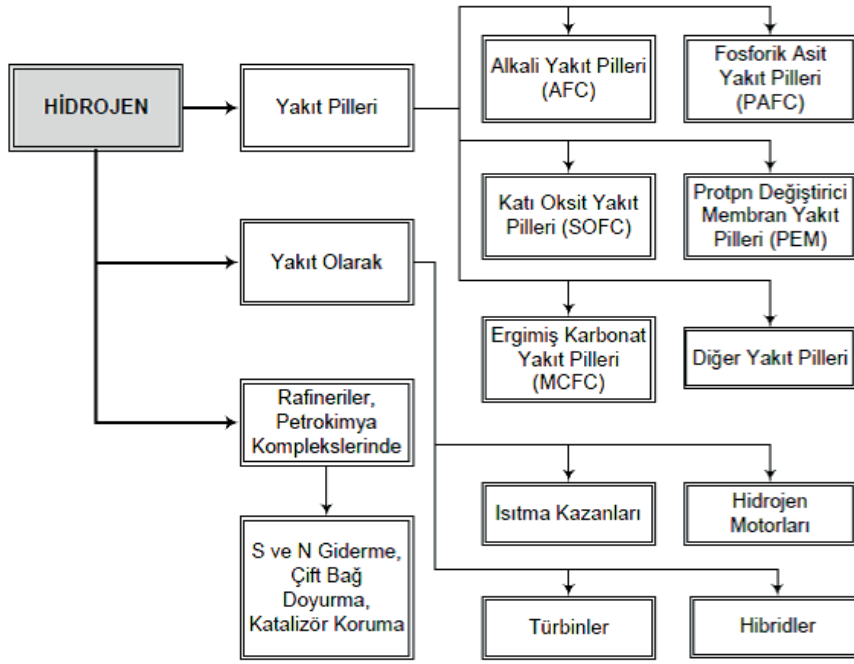 HİDROJEN
Yakıt Pilleri
Alkali Yakıt Pilleri
(AFC)
Fosforik Asit
Yakıt Pilleri
(PAFC)
Katı Oksit Yakıt
Pilleri (SOFC)
Protpn Değiştirici
Membran Yakıt
Pilleri (PEM)
Ergimiş Karbonat
Yakıt Pilleri
(MCFC)
Diğer Yakıt Pilleri
Yakıt Olarak
Isıtma Kazanları
Hidrojen
Motorları
Türbinler
Hibridler
Rafineriler,
Petrokimya
Komplekslerinde
S ve N Giderme,
Çift Bağ
Doyurma,
Katalizör Koruma